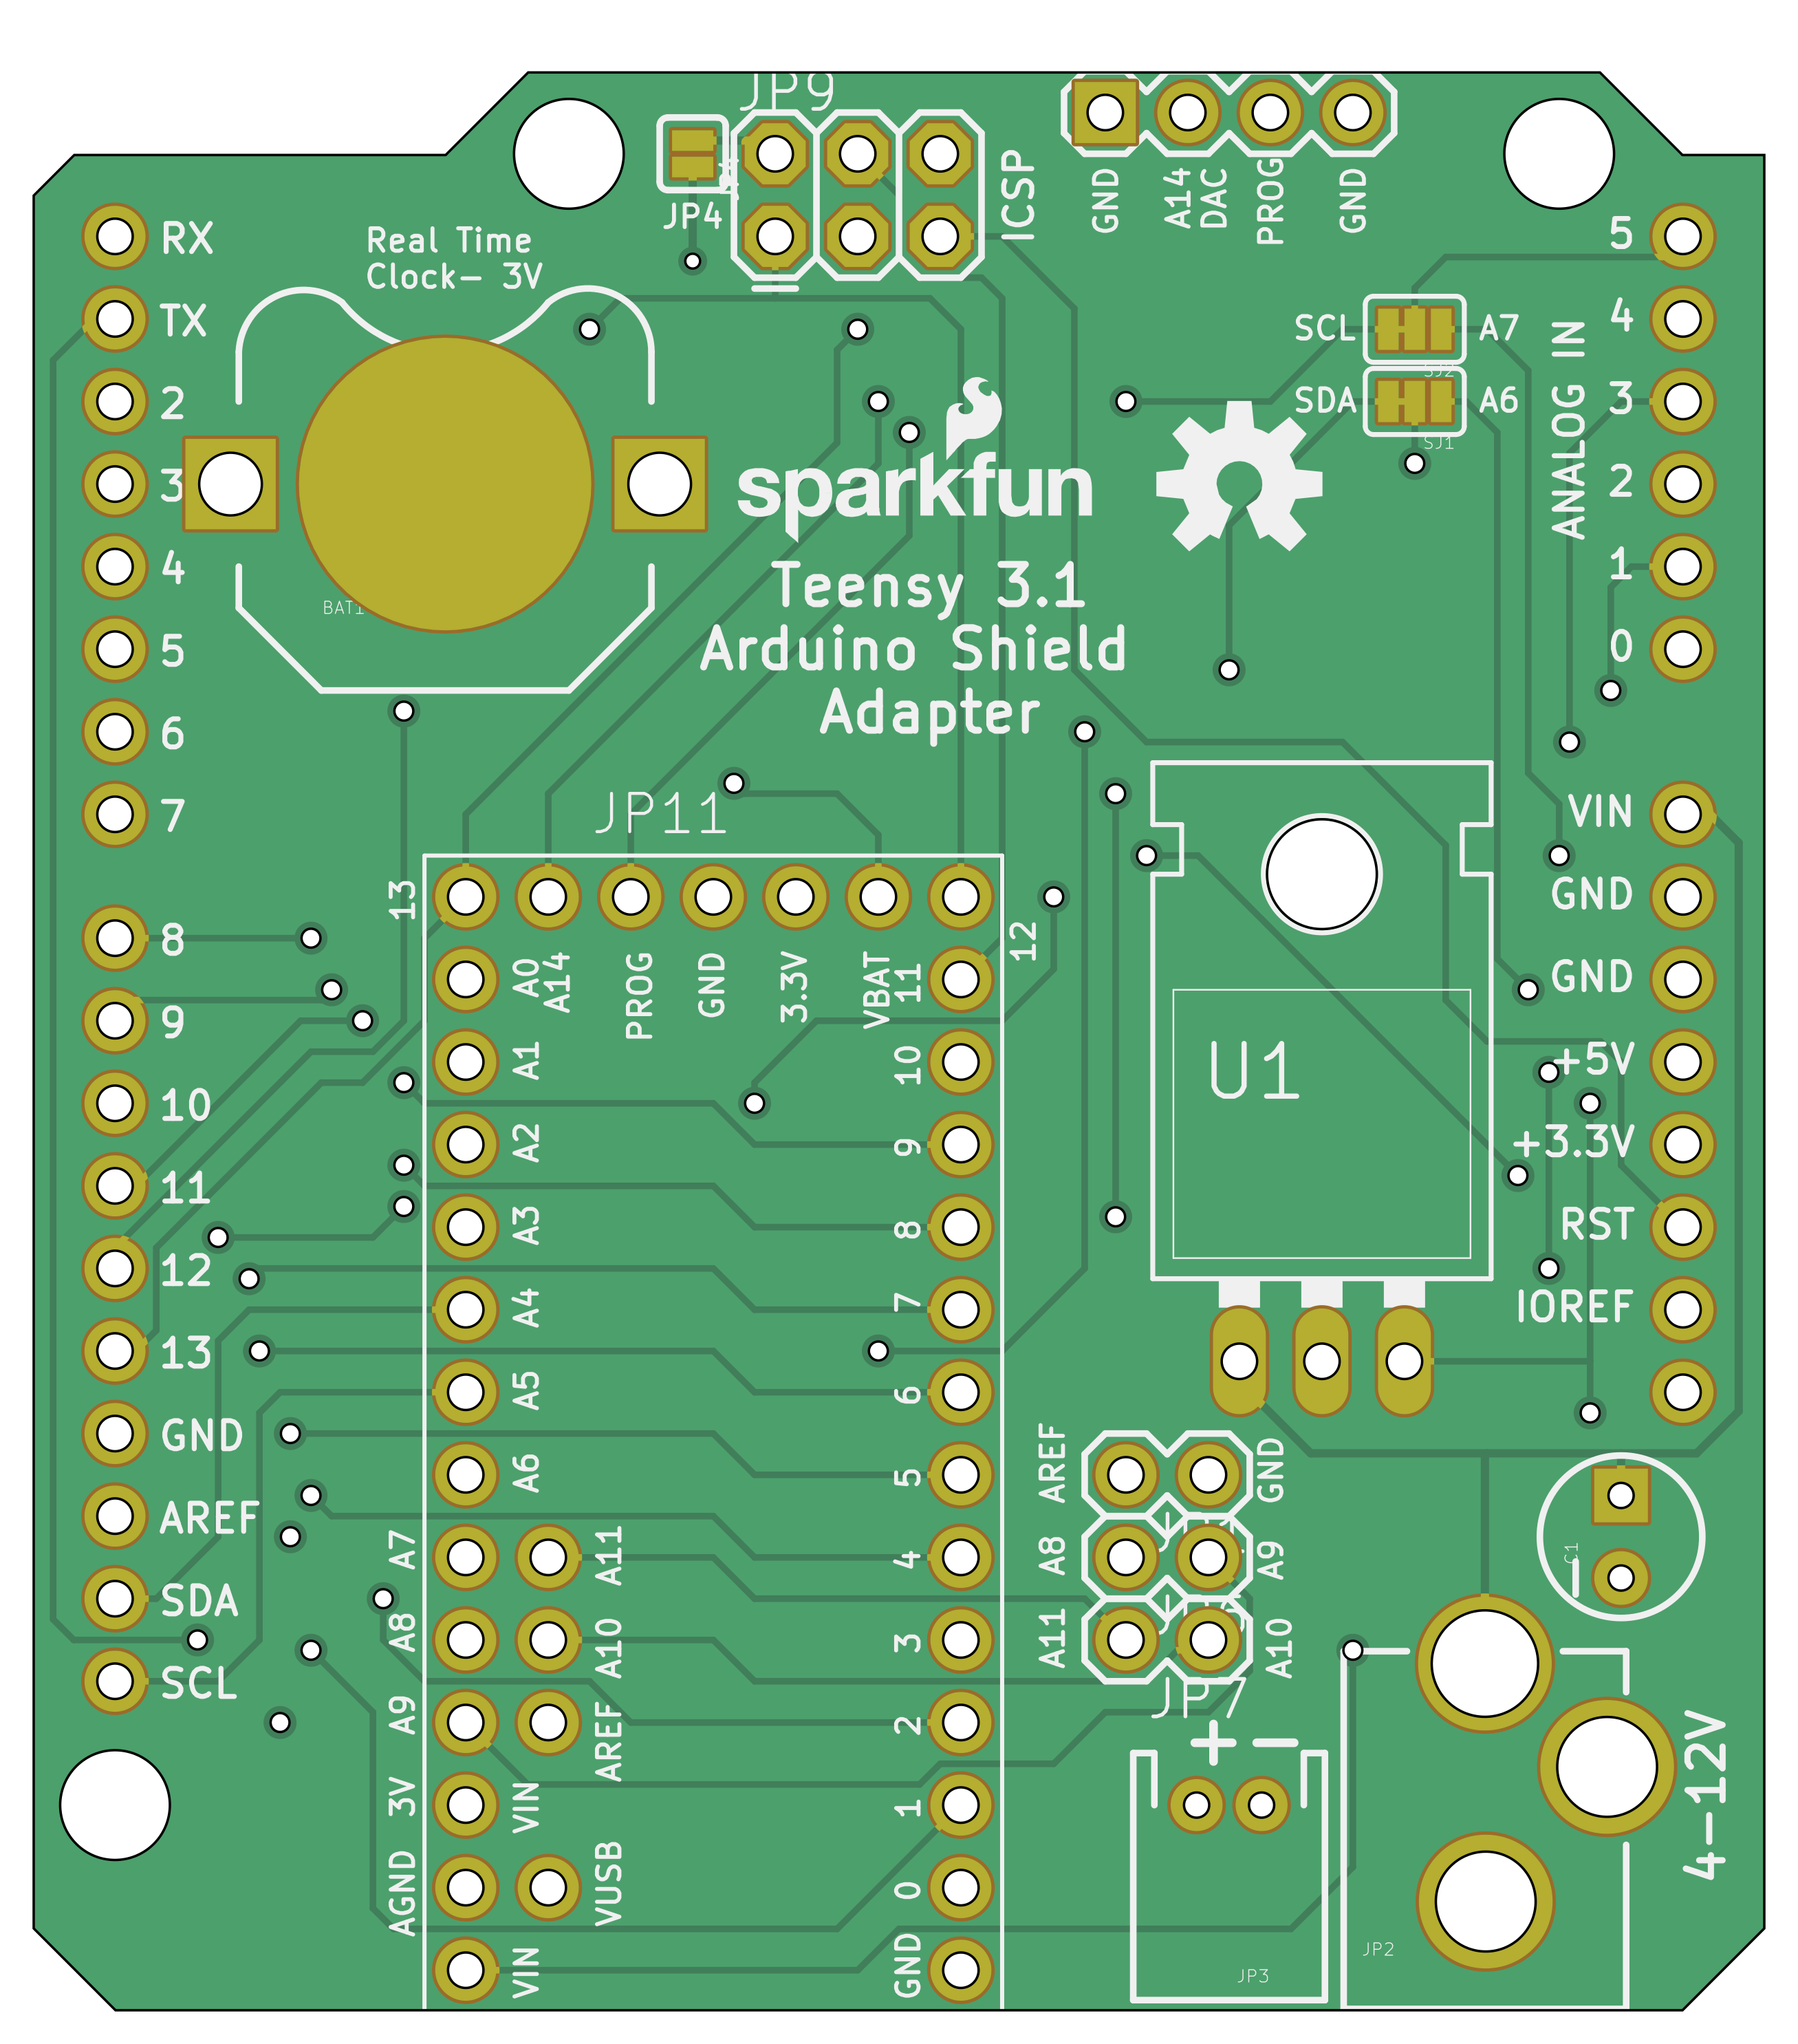 JP9
JP4
ICSP
GND
A14
DAC
PROG
GND
Real Time
Clock- 3V
RX
TX
2
3
4
5
6
7
8
9
10
11
12
13
GND
AREF
SDA
SCL
BAT1
sparkfun
Teensy 3.1
Arduino Shield
Adapter
SCL
A7
SJ2
SDA
A6
SJ1
ANALOG IN
5
4
3
2
1
0
VIN
GND
GND
+5V
+3.3V
RST
IOREF
JP11
13
A0
A14
PROG
GND
3.3V
VBAT
12
11
A1
10
A2
9
A3
8
A4
7
A5
6
A6
5
A7
A11
4
A8
A10
3
A9
AREF
2
3V
VIN
1
AGND
VUSB
0
VIN
GND
U1
AREF
GND
A8
A9
A11
A10
JP7
+ −
C1
JP3
JP2
4-12V